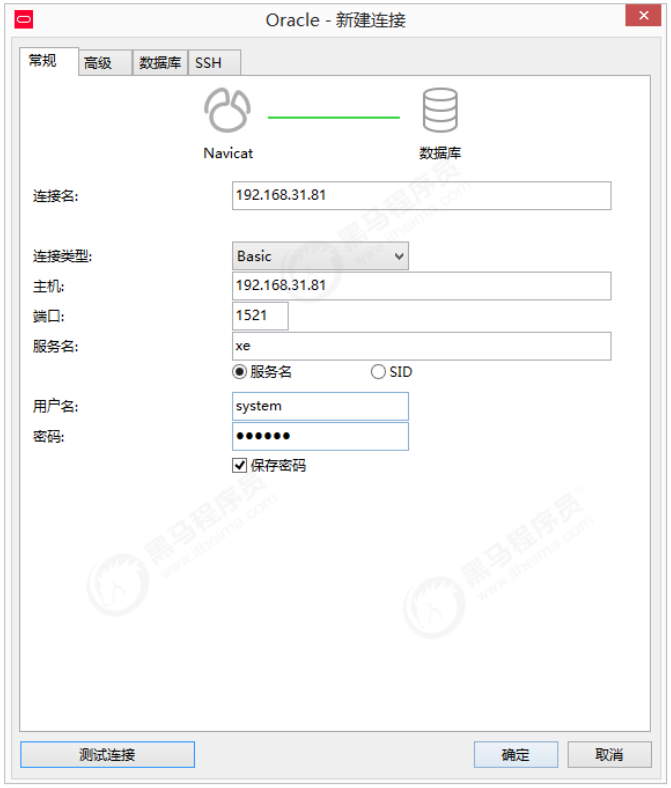 Oracle - 新建连接
常规 高级 数据库 SSH
Navicat 数据库
连接名: 192.168.31.81
连接类型: Basic
主机: 192.168.31.81
端口: 1521
服务名: xe
服务名 SID
用户名: system
密码: ●●●●●●
保存密码
黑马程序员
www.itheima.com
黑马程序员
www.itheima.com
黑马程序员
www.itheima.com
测试连接 确定 取消